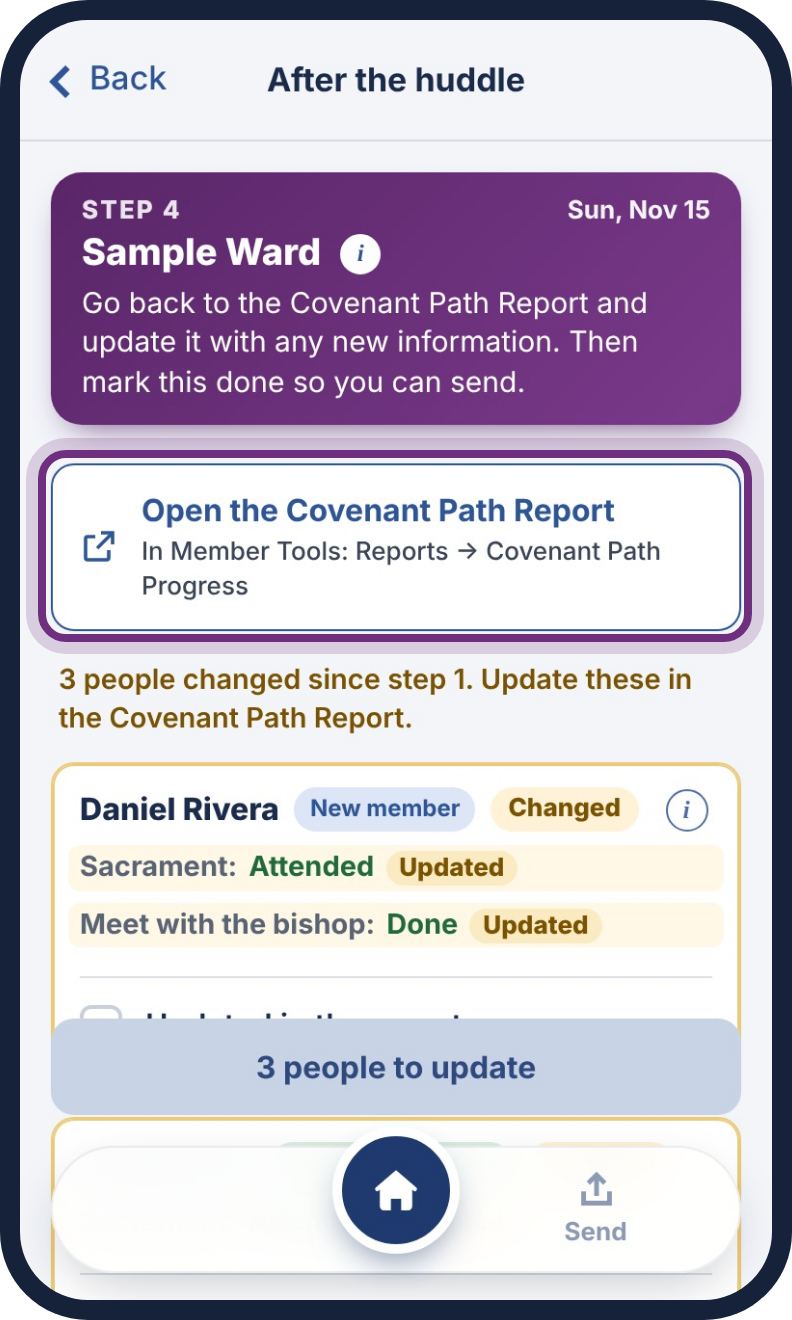 Back
After the huddle
STEP 4
Sun, Nov 15
Sample Ward
Go back to the Covenant Path Report and
update it with any new information. Then
mark this done so you can send.
Open the Covenant Path Report
In Member Tools: Reports → Covenant Path
Progress
3 people changed since step 1. Update these in
the Covenant Path Report.
Daniel Rivera New member Changed i
Sacrament: Attended Updated
Meet with the bishop: Done Updated
3 people to update
Send